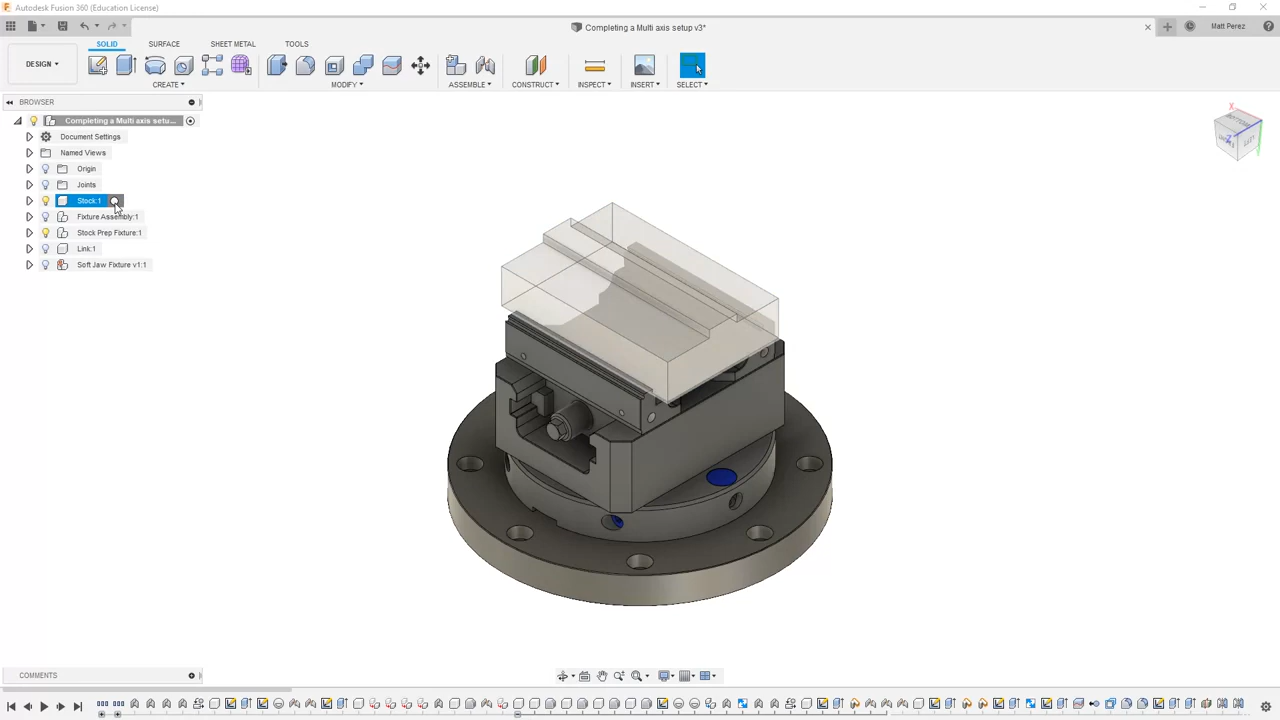 Autodesk Fusion 360 (Education License)
Completing a Multi axis setup v3*
Matt Perez
DESIGN
SOLID
SURFACE
SHEET METAL
TOOLS
CREATE
MODIFY
ASSEMBLE
CONSTRUCT
INSPECT
INSERT
SELECT
BROWSER
Completing a Multi axis setu...
Document Settings
Named Views
Origin
Joints
Stock:1
Fixture Assembly:1
Stock Prep Fixture:1
Link:1
Soft Jaw Fixture v1:1
X
BOTTOM
Z
COMMENTS